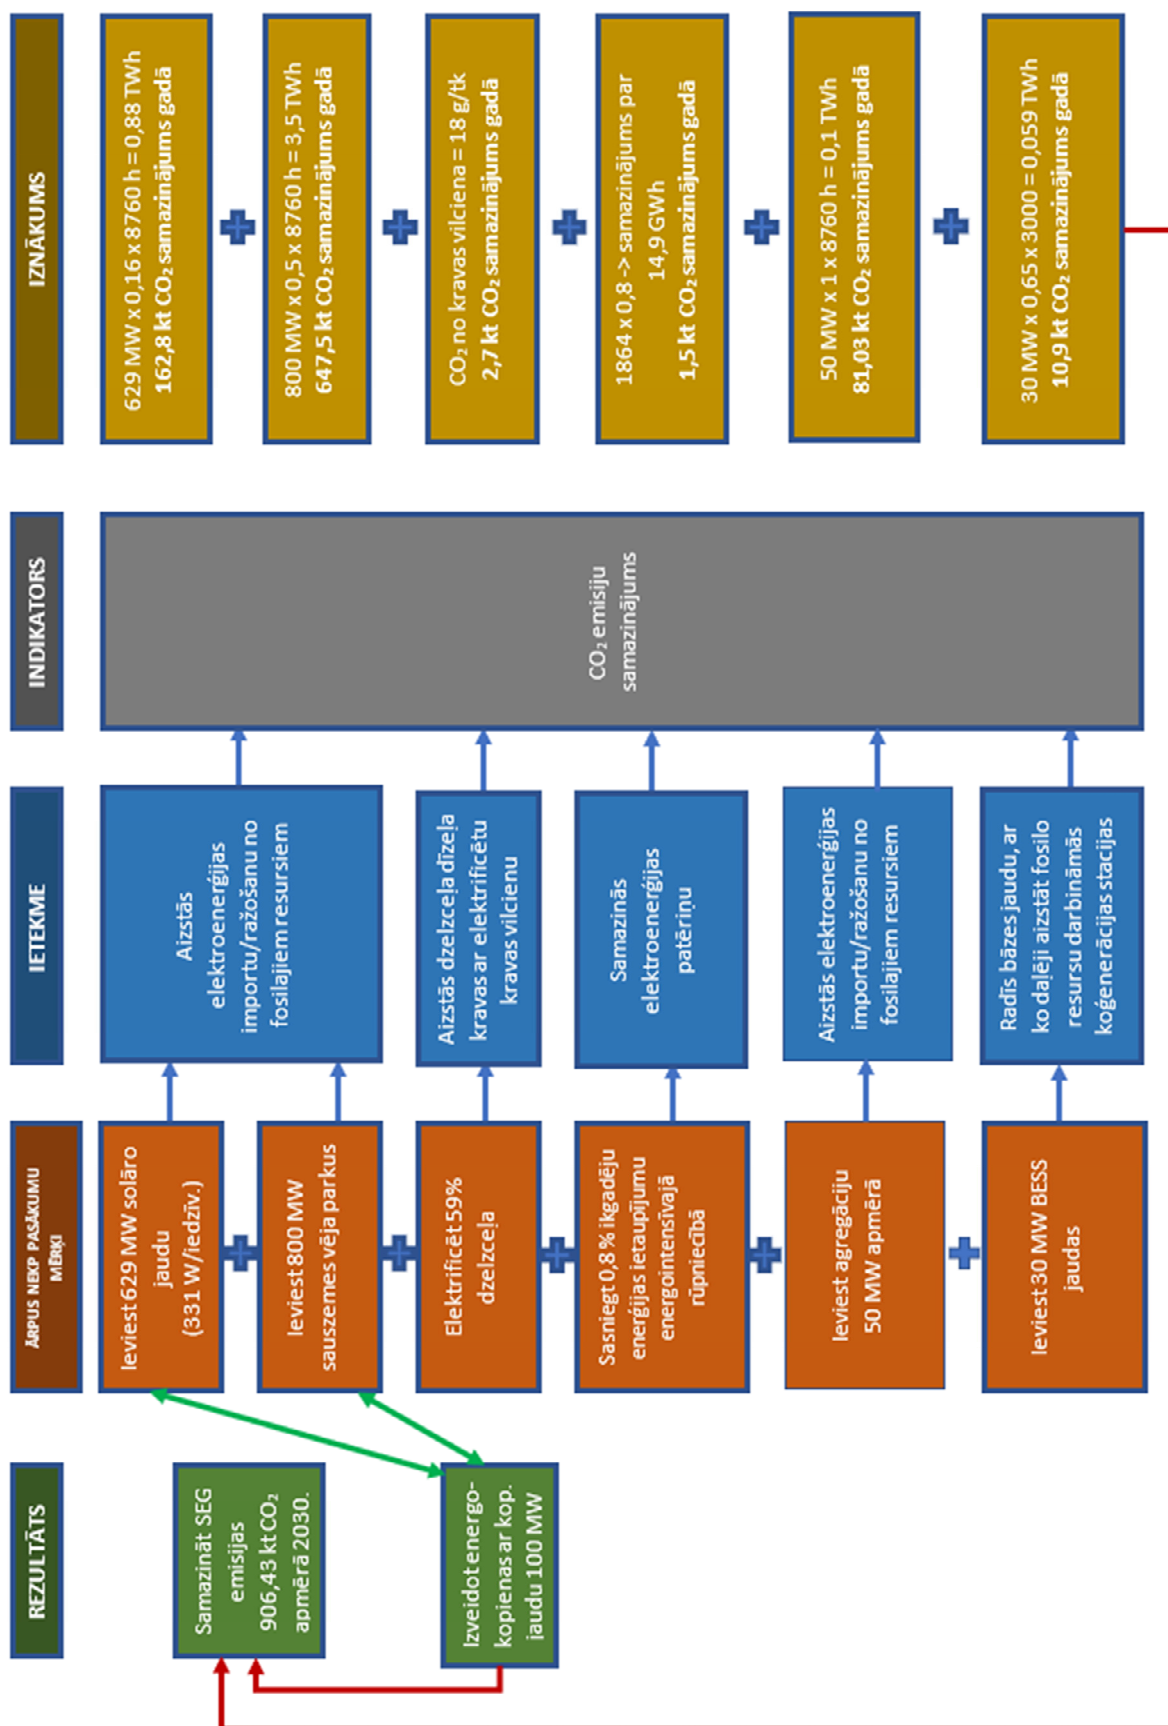 REZULTĀTS
Samazināt SEG
emisijas
906,43 kt CO₂
apmērā 2030.
Izveidot energo-
kopienas ar kop.
jaudu 100 MW
ĀRPUS NEKP PASĀKUMU
MĒRĶI
Ieviest 629 MW solāro
jaudu
(331 W/iedzīv.)
Ieviest 800 MW
sauszemes vēja parkus
Elektrificēt 59%
dzelzceļa
Sasniegt 0,8 % ikgadēju
enerģijas ietaupījumu
energointensīvajā
rūpniecībā
Ieviest agregāciju
50 MW apmērā
Ieviest 30 MW BESS
jaudas
IETEKME
Aizstās
elektroenerģijas
importu/ražošanu no
fosilajiem resursiem
Aizstās dzelzceļa dīzeļa
kravas ar elektrificētu
kravas vilcienu
Samazinās
elektroenerģijas
patēriņu
Aizstās elektroenerģijas
importu/ražošanu no
fosilajiem resursiem
Radīs bāzes jaudu, ar
ko daļēji aizstāt fosilo
resursu darbināmās
koģenerācijas stacijas
INDIKATORS
CO₂ emisiju
samazinājums
IZNĀKUMS
629 MW x 0,16 x 8760 h = 0,88 TWh
162,8 kt CO₂ samazinājums gadā
800 MW x 0,5 x 8760 h = 3,5 TWh
647,5 kt CO₂ samazinājums gadā
CO₂ no kravas vilciena = 18 g/tk
2,7 kt CO₂ samazinājums gadā
1864 x 0,8 -> samazinājums par
14,9 GWh
1,5 kt CO₂ samazinājums gadā
50 MW x 1 x 8760 h = 0,1 TWh
81,03 kt CO₂ samazinājums gadā
30 MW x 0,65 x 3000 = 0,059 TWh
10,9 kt CO₂ samazinājums gadā